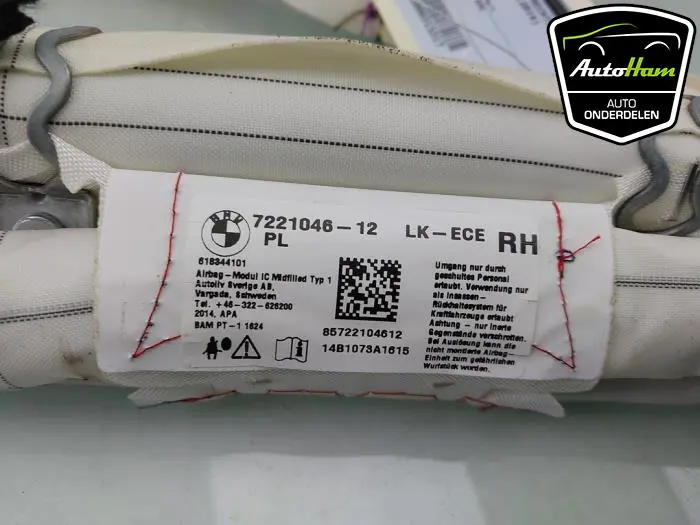 AutoHam
AUTO
ONDERDELEN
BMW
7221046-12 LK-ECE RH
PL
618344101
Airbag-Modul IC Midfilled Typ 1
Autoliv Sverige AB,
Vargada, Schweden
Tel. +46-322-626200
2014, APA
BAM PT-1 1624
85722104612
14B1073A1615
Umgang nur durch
geschultes Personal
erlaubt. Verwendung nur
als Insassen-
Rückhaltesystem für
Kraftfahrzeuge erlaubt
Achtung - nur inerte
Gegenstände verschrotten.
Bei Auslösung kann die
nicht montierte Airbag-
Einheit zum gefährlichen
Wurfstück wurden.